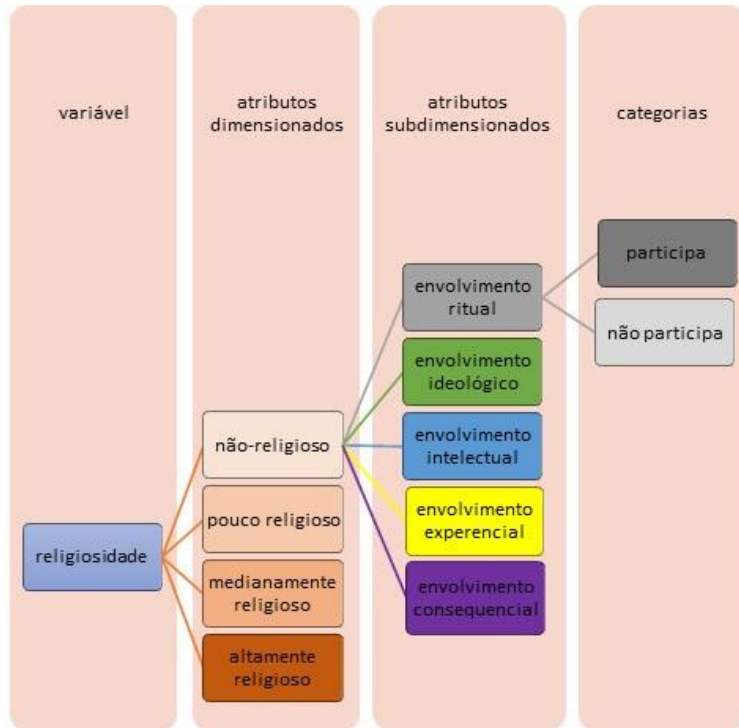 variável
atributos
dimensionados
atributos
subdimensionados
categorias
participa
não participa
envolvimento
ritual
envolvimento
ideológico
envolvimento
intelectual
envolvimento
experencial
envolvimento
consequencial
não-religioso
pouco religioso
medianamente
religioso
altamente
religioso
religiosidade